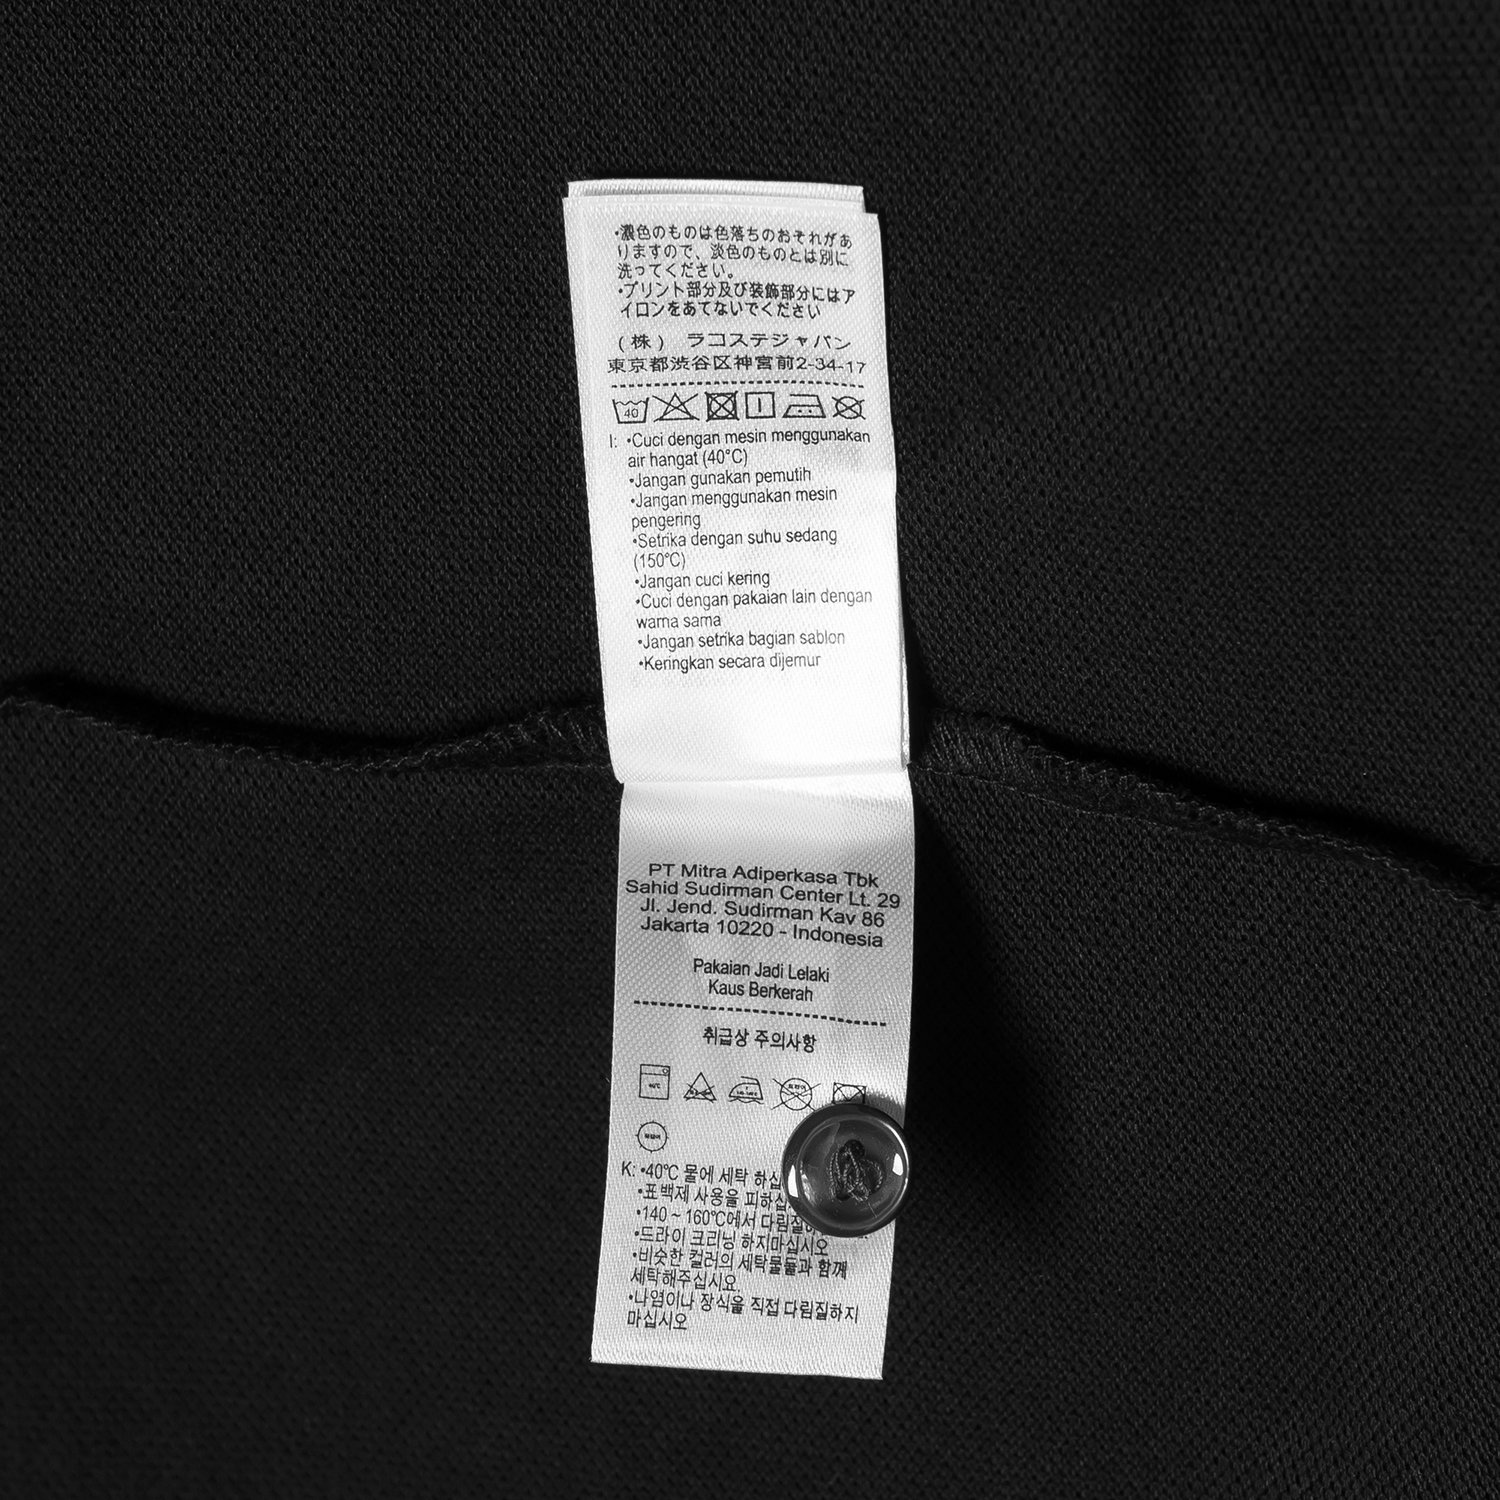 ・濃色のものは色落ちのおそれがあ
りますので、淡色のものとは別に
洗ってください。
・プリント部分及び装飾部分にはア
イロンをあてないでください
(株) ラコステジャパン
東京都渋谷区神宮前2-34-17
40
I: •Cuci dengan mesin menggunakan
air hangat (40°C)
•Jangan gunakan pemutih
•Jangan menggunakan mesin
pengering
•Setrika dengan suhu sedang
(150°C)
•Jangan cuci kering
•Cuci dengan pakaian lain dengan
warna sama
•Jangan setrika bagian sablon
•Keringkan secara dijemur
PT Mitra Adiperkasa Tbk
Sahid Sudirman Center Lt. 29
Jl. Jend. Sudirman Kav 86
Jakarta 10220 - Indonesia
Pakaian Jadi Lelaki
Kaus Berkerah
취급상 주의사항
K: •40℃ 물에 세탁
•표백제 사용을
•140 ~ 160℃에서
•드라이 크리닝 하지마십시오
•비슷한 컬러의 세탁물들과 함께
세탁해주십시요.
•나염이나 장식을 직접 다림질하지
마십시오